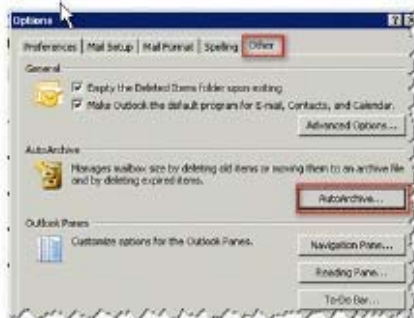 Options
Preferences Mail Setup Mail Format Spelling Other
General
Empty the Deleted Items folder upon exiting
Make Outlook the default program for E-mail, Contacts, and Calendar.
Advanced Options...
AutoArchive
Manages mailbox size by deleting old items or moving them to an archive file
and by deleting expired items.
AutoArchive...
Outlook Panes
Customize options for the Outlook Panes.
Navigation Pane...
Reading Pane...
To-Do Bar...